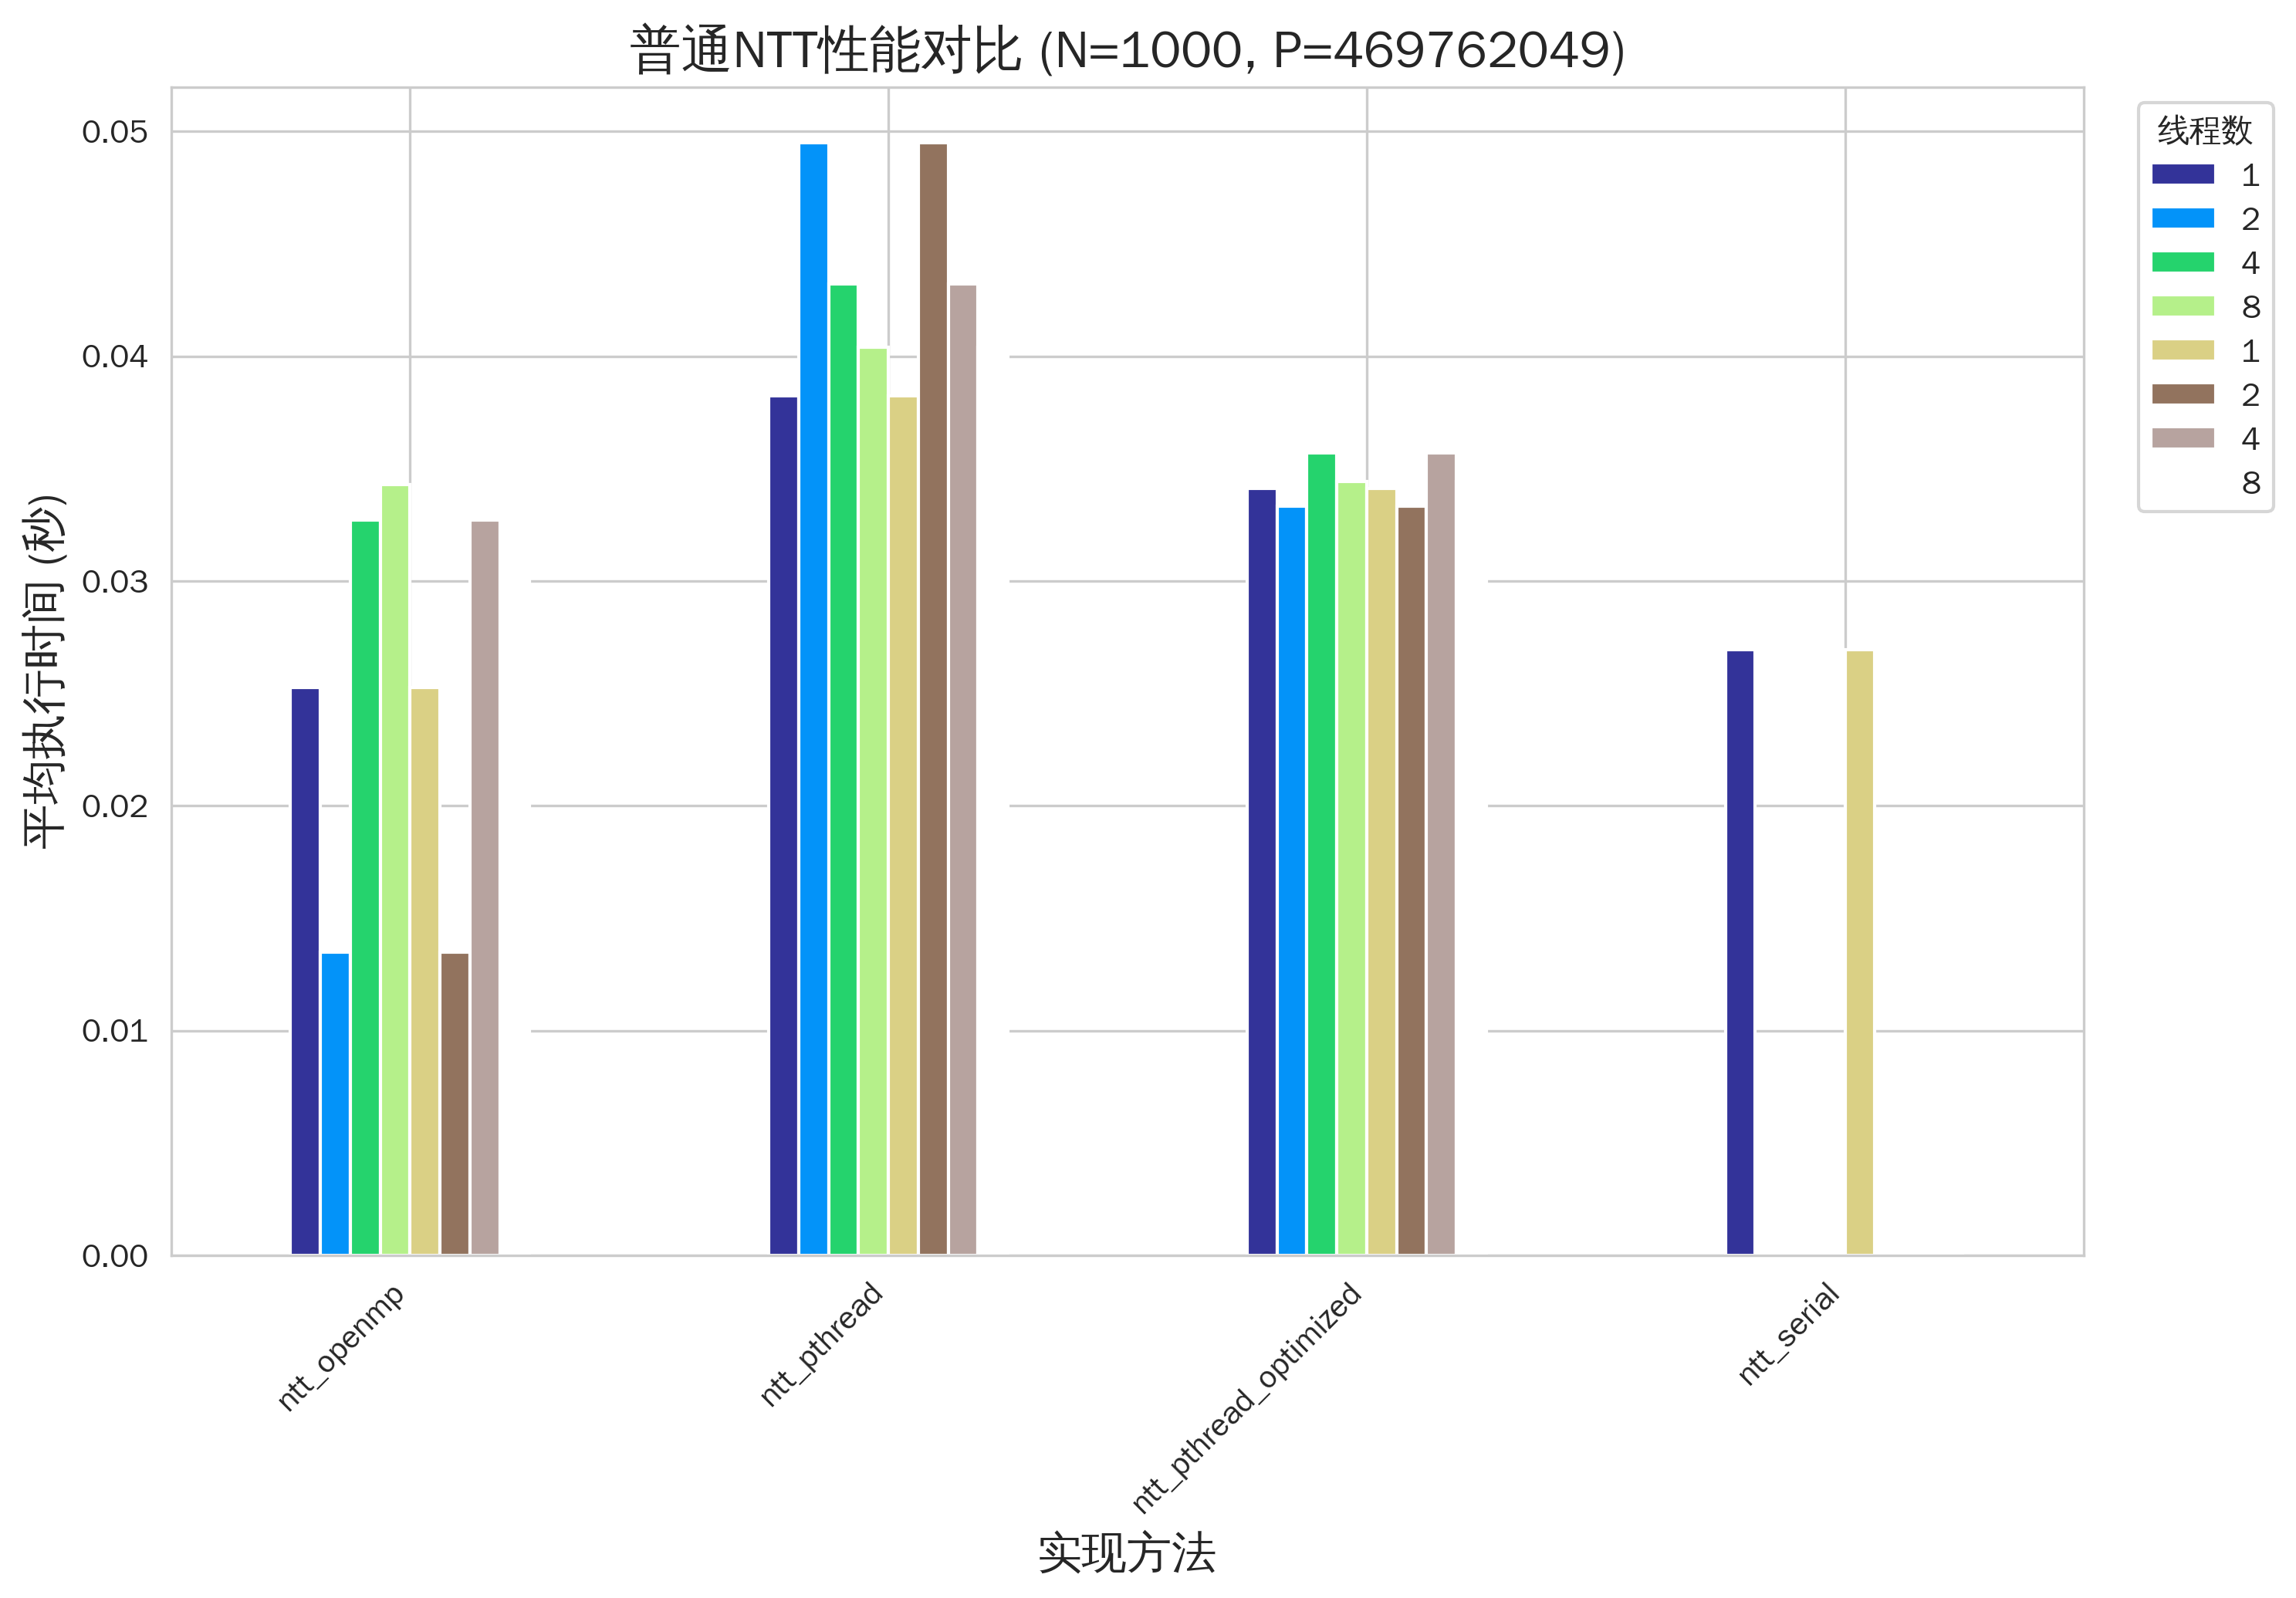 普通NTT性能对比 (N=1000, P=469762049)
平均执行时间 (秒)
0.05
0.04
0.03
0.02
0.01
0.00
线程数
1
2
4
8
1
2
4
8
ntt_openmp
ntt_pthread
ntt_pthread_optimized
ntt_serial
实现方法